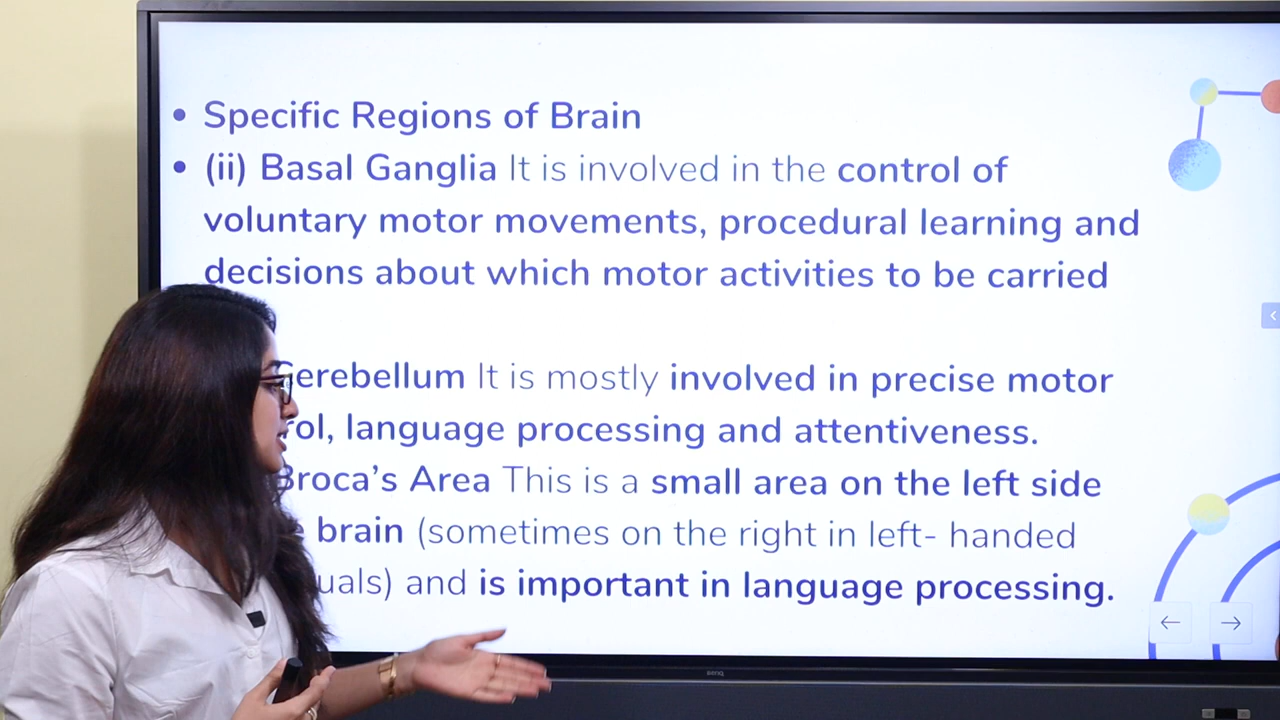 • Specific Regions of Brain
• (ii) Basal Ganglia It is involved in the control of
voluntary motor movements, procedural learning and
decisions about which motor activities to be carried
Cerebellum It is mostly involved in precise motor
rol, language processing and attentiveness.
Broca's Area This is a small area on the left side
e brain (sometimes on the right in left- handed
uals) and is important in language processing.
BenQ